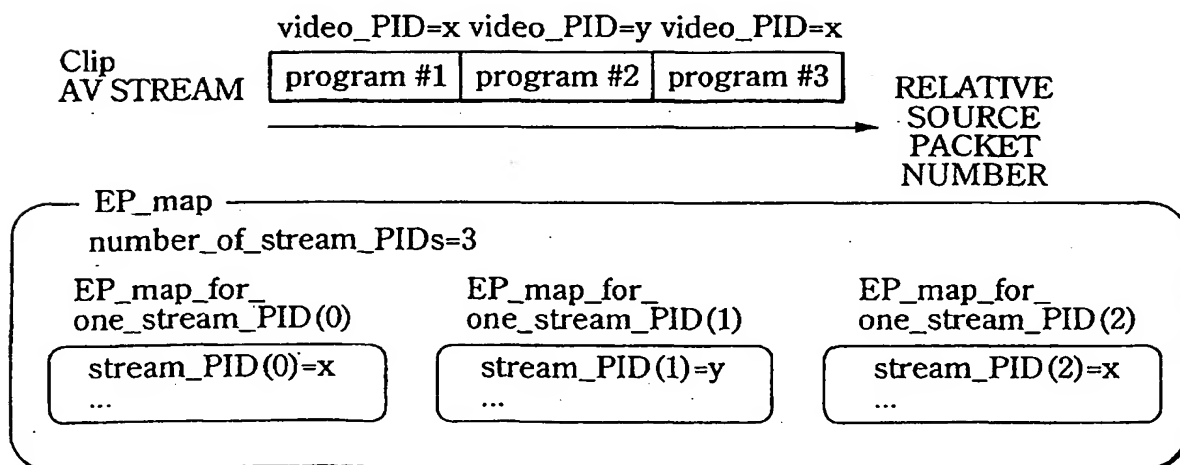 video_PID=x video_PID=y video_PID=x
Clip
AV STREAM
program #1 program #2 program #3
RELATIVE
SOURCE
PACKET
NUMBER
EP_map
number_of_stream_PIDs=3
EP_map_for_
one_stream_PID(0)
stream_PID(0)=x
...
EP_map_for_
one_stream_PID(1)
stream_PID(1)=y
...
EP_map_for_
one_stream_PID(2)
stream_PID(2)=x
...